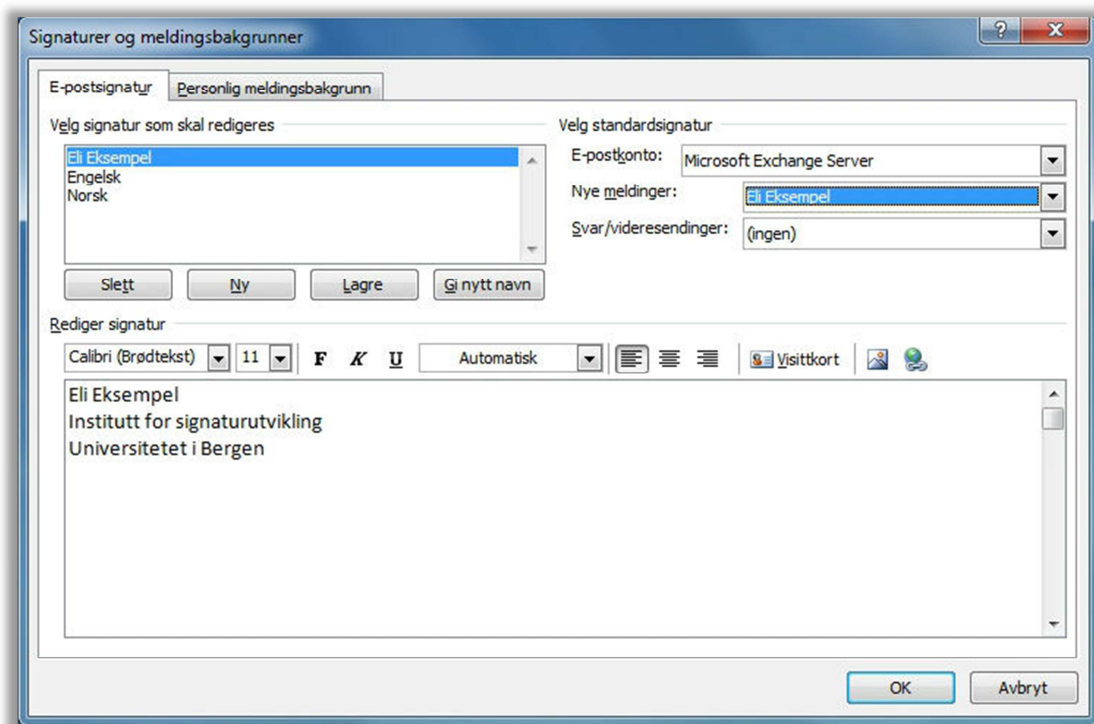 Signaturer og meldingsbakgrunner
E-postsignatur Personlig meldingsbakgrunn
Velg signatur som skal redigeres
Eli Eksempel
Engelsk
Norsk
Slett Ny Lagre Gi nytt navn
Velg standardsignatur
E-postkonto: Microsoft Exchange Server
Nye meldinger: Eli Eksempel
Svar/videresendinger: (ingen)
Rediger signatur
Calibri (Brødtekst) 11 F K U Automatisk Visittkort
Eli Eksempel
Institutt for signaturutvikling
Universitetet i Bergen
OK Avbryt